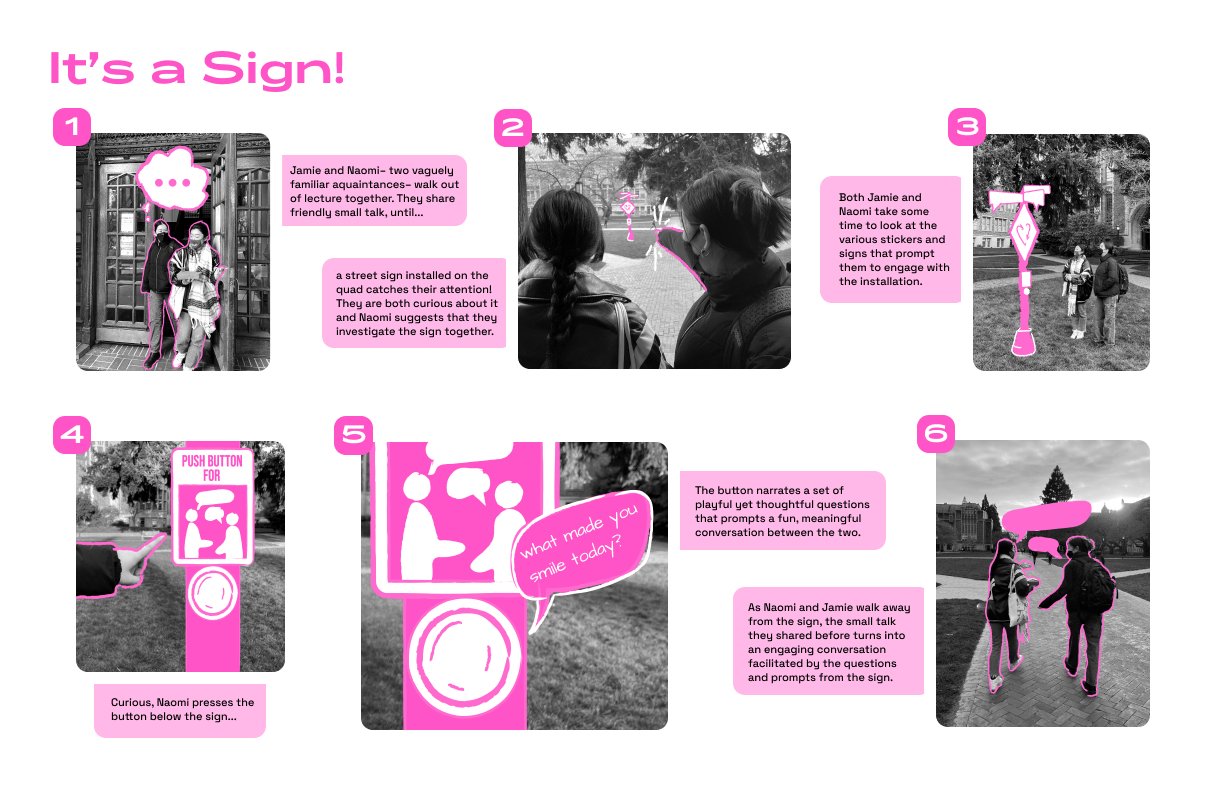 It's a Sign!
1
Jamie and Naomi– two vaguely
familiar aquaintances– walk out
of lecture together. They share
friendly small talk, until...
2
a street sign installed on the
quad catches their attention!
They are both curious about it
and Naomi suggests that they
investigate the sign together.
3
Both Jamie and
Naomi take some
time to look at the
various stickers and
signs that prompt
them to engage with
the installation.
4
PUSH BUTTON
FOR
Curious, Naomi presses the
button below the sign...
5
what made you
smile today?
The button narrates a set of
playful yet thoughtful questions
that prompts a fun, meaningful
conversation between the two.
6
As Naomi and Jamie walk away
from the sign, the small talk
they shared before turns into
an engaging conversation
facilitated by the questions
and prompts from the sign.